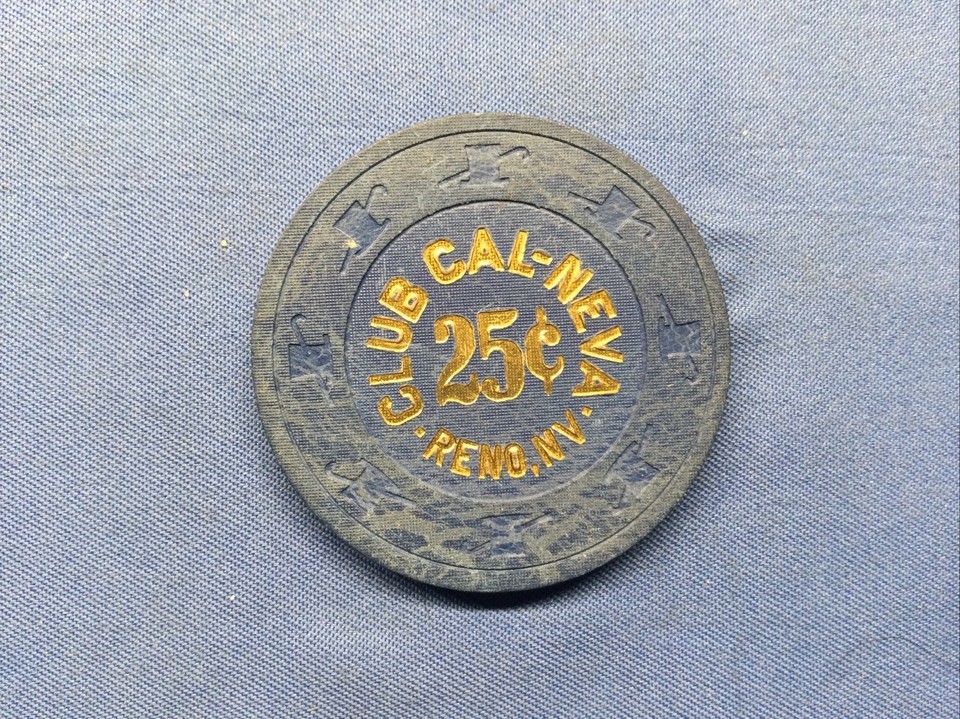 CLUB CAL-NEVA
25¢
· RENO, NV ·